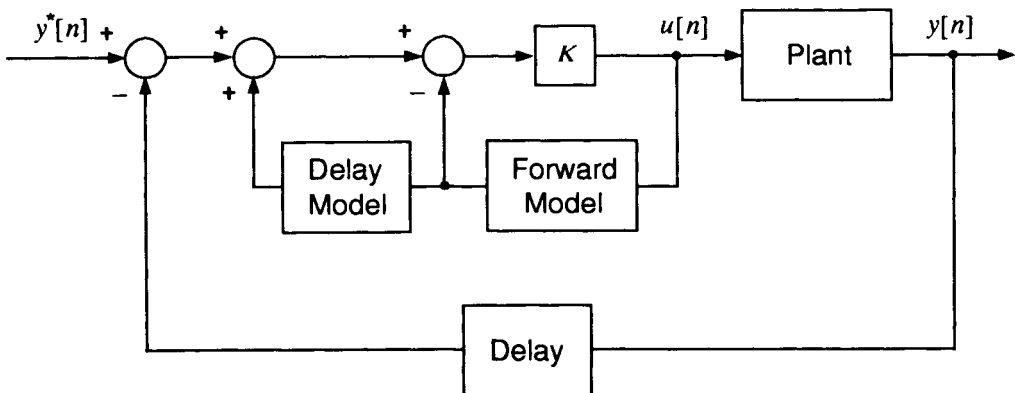 y*[n] + + + K u[n] Plant y[n]
− + −
Delay Model
Forward Model
Delay